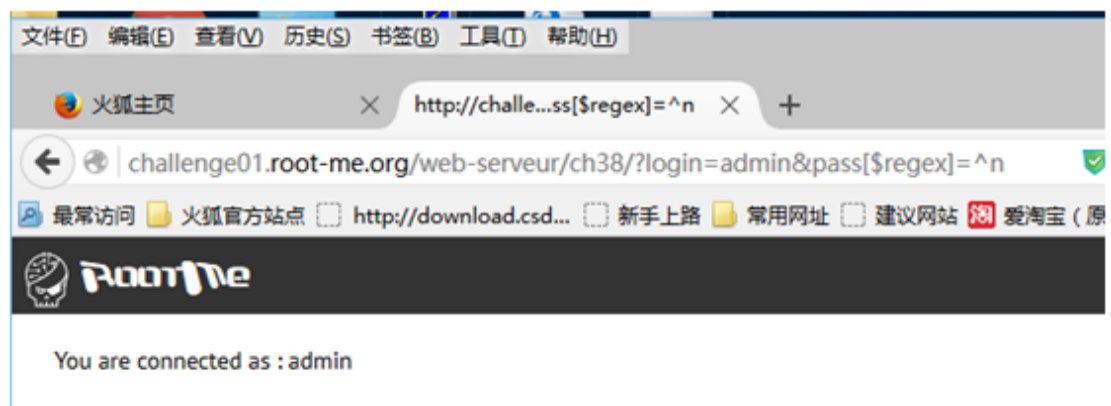 文件(F) 编辑(E) 查看(V) 历史(S) 书签(B) 工具(T) 帮助(H)
火狐主页 http://challe...ss[$regex]=^n
challenge01.root-me.org/web-serveur/ch38/?login=admin&pass[$regex]=^n
最常访问 火狐官方站点 http://download.csd... 新手上路 常用网址 建议网站 淘 爱淘宝 ( 原
Root Me
You are connected as : admin